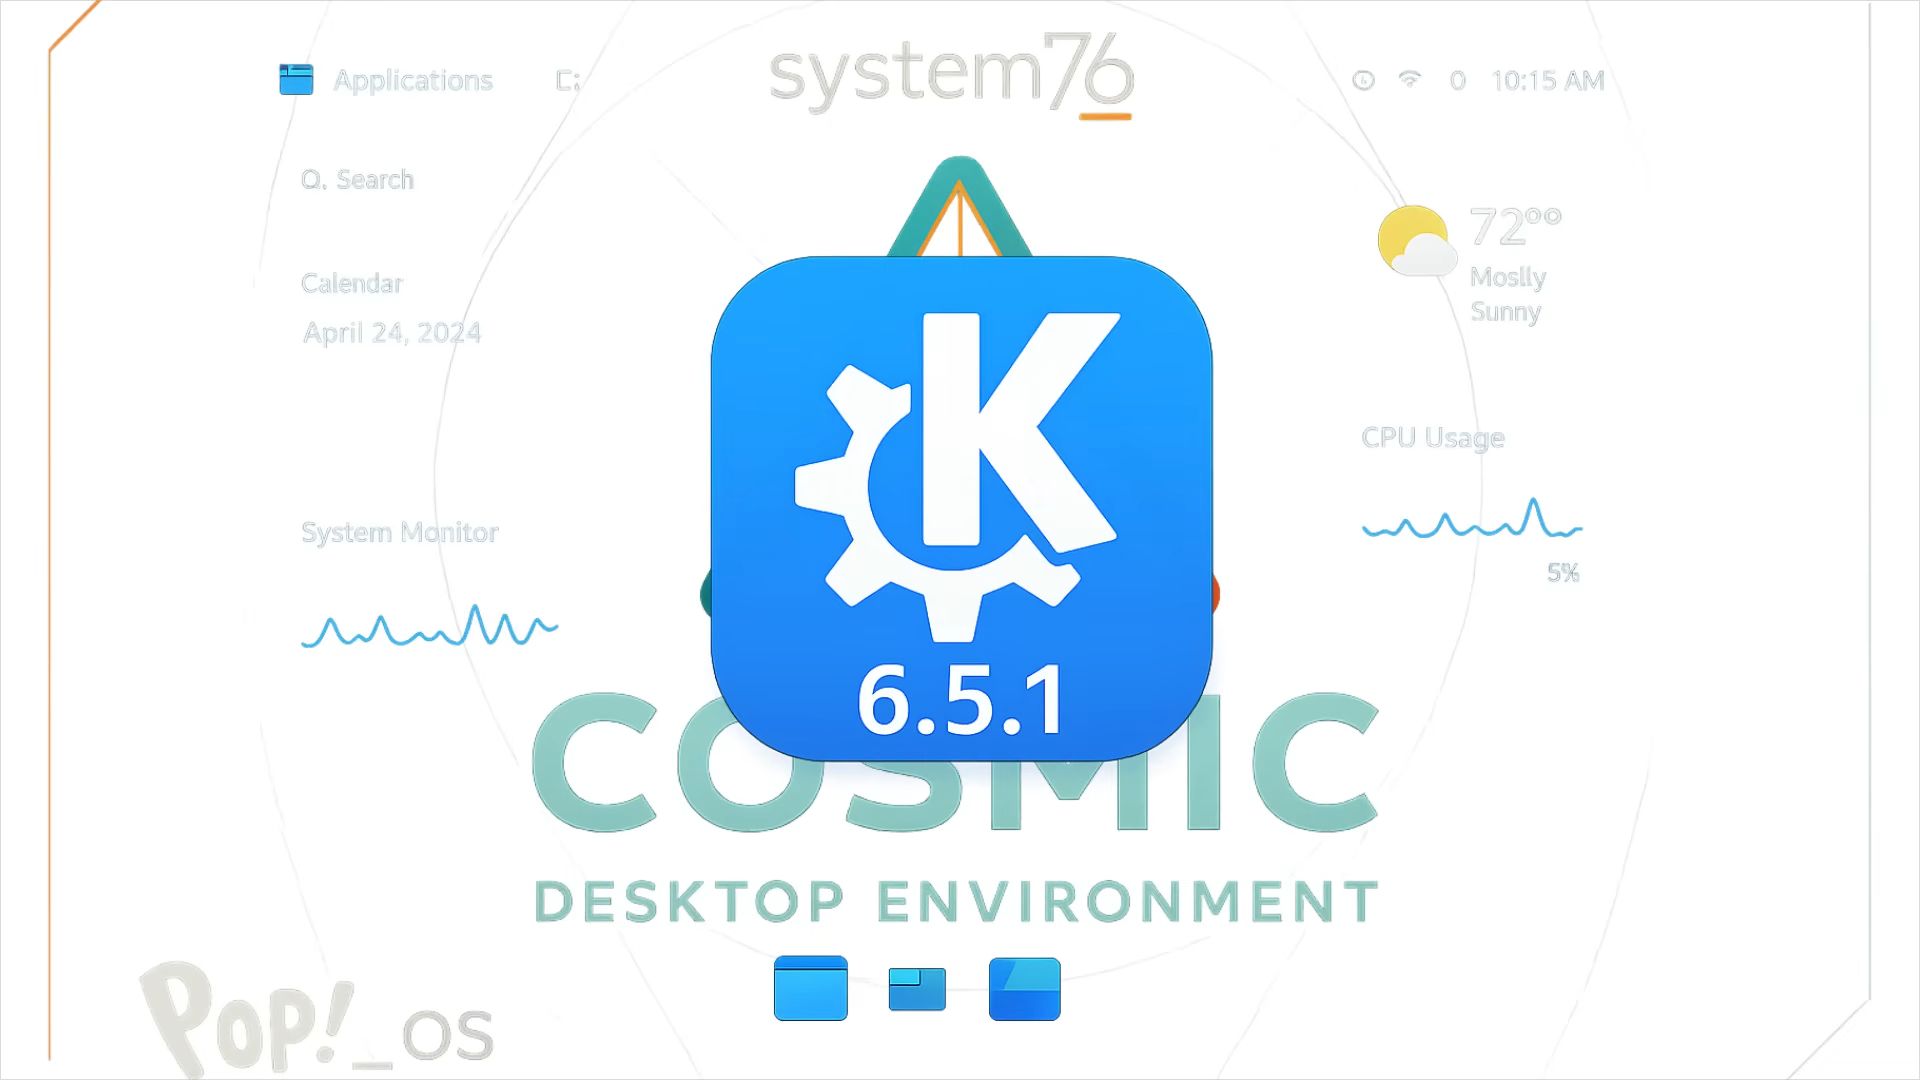 system76
Applications
10:15 AM
Q. Search
72°°
Moslly
Sunny
Calendar
April 24, 2024
K
CPU Usage
5%
System Monitor
6.5.1
COSMIC
DESKTOP ENVIRONMENT
Pop!_OS